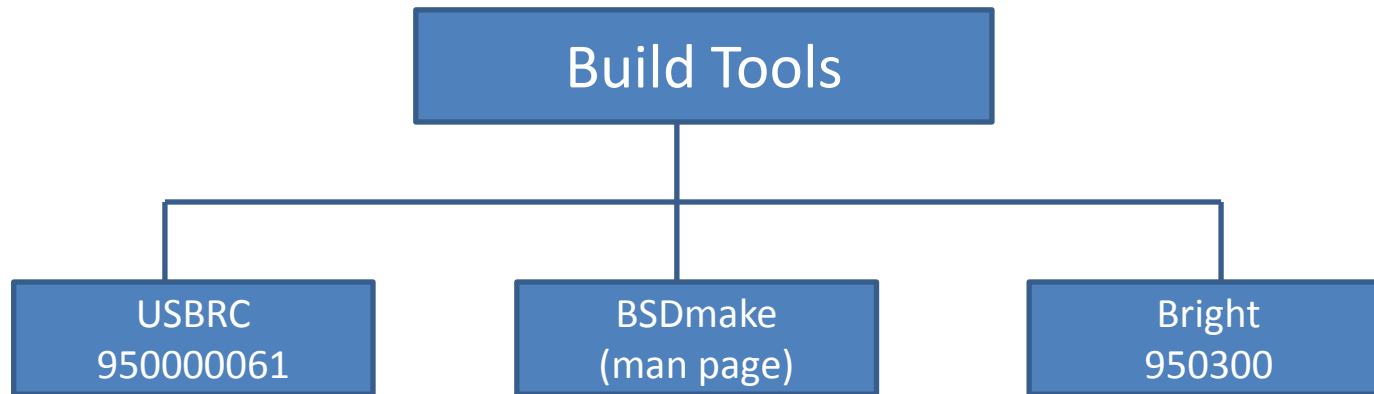 Build Tools
USBRC
950000061
BSDmake
(man page)
Bright
950300